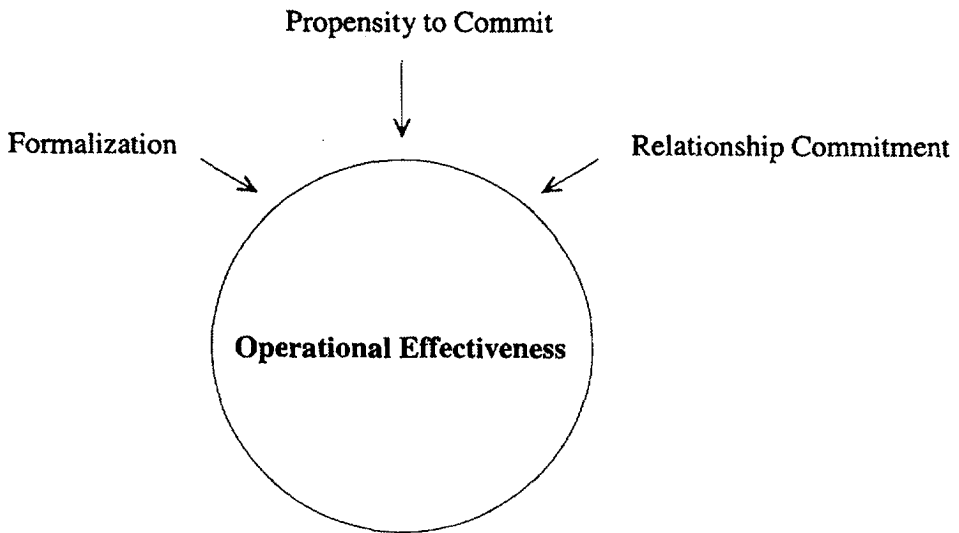 Propensity to Commit
Formalization
Relationship Commitment
Operational Effectiveness